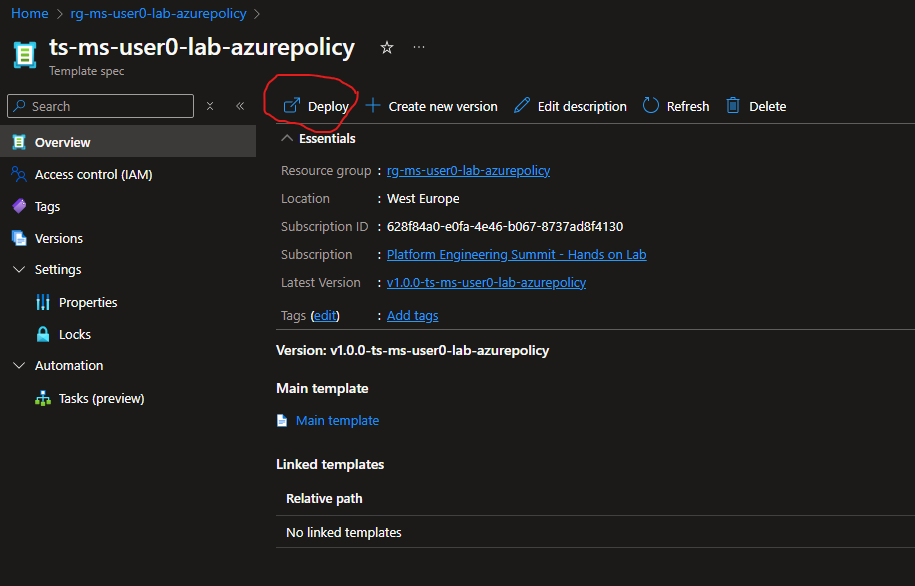 Home > rg-ms-user0-lab-azurepolicy >
ts-ms-user0-lab-azurepolicy ☆ ...
Template spec
Search
Overview
Access control (IAM)
Tags
Versions
Settings
Properties
Locks
Automation
Tasks (preview)
Deploy Create new version Edit description Refresh Delete
Essentials
Resource group : rg-ms-user0-lab-azurepolicy
Location : West Europe
Subscription ID : 628f84a0-e0fa-4e46-b067-8737ad8f4130
Subscription : Platform Engineering Summit - Hands on Lab
Latest Version : v1.0.0-ts-ms-user0-lab-azurepolicy
Tags (edit) : Add tags
Version: v1.0.0-ts-ms-user0-lab-azurepolicy
Main template
Main template
Linked templates
Relative path
No linked templates